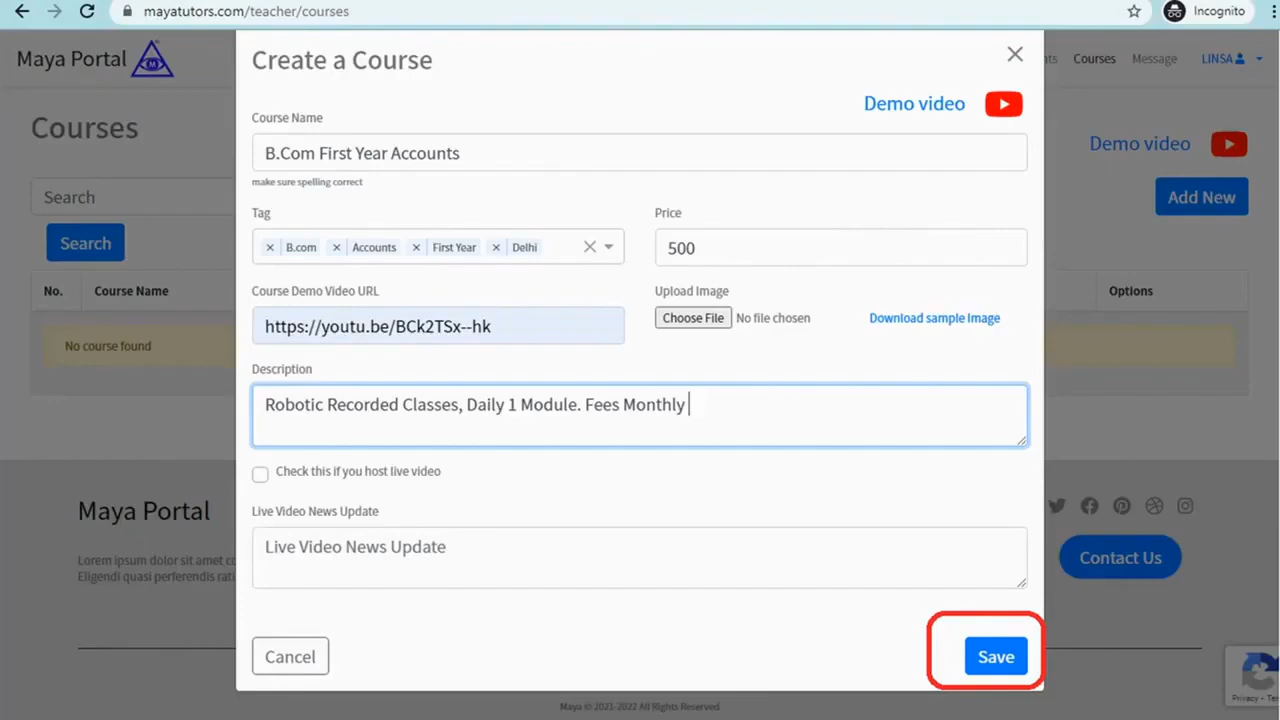 mayatutors.com/teacher/courses
Incognito
Maya Portal
M
Courses Message LINSA
Create a Course
Demo video
Courses
Course Name
B.Com First Year Accounts
make sure spelling correct
Demo video
Search
Add New
Tag
Price
B.com Accounts First Year Delhi
500
Search
Course Demo Video URL
Upload Image
No. Course Name
Options
https://youtu.be/BCk2TSx--hk
Choose File No file chosen
Download sample Image
No course found
Description
Robotic Recorded Classes, Daily 1 Module. Fees Monthly
Check this if you host live video
Maya Portal
Live Video News Update
Live Video News Update
Lorem ipsum dolor sit amet
Eligendi quasi perferendis
Contact Us
Cancel
Save
Privacy
Maya © 2021-2022 All Rights Reserved